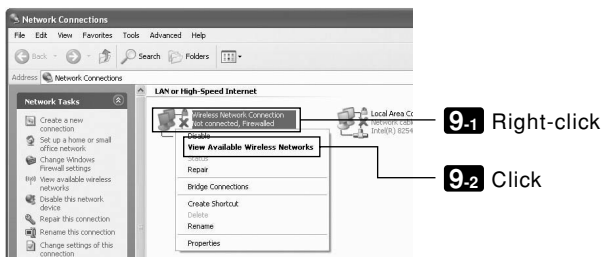 Network Connections
File Edit View Favorites Tools Advanced Help
Back Search Folders
Address Network Connections
Network Tasks
Create a new
connection
Set up a home or small
office network
Change Windows
Firewall settings
View available wireless
networks
Disable this network
device
Repair this connection
Rename this connection
Change settings of this
connection
LAN or High-Speed Internet
Wireless Network Connection
Not connected, Firewalled
Local Area Co
Network cable
Intel(R) 8254
Disable
View Available Wireless Networks
Status
Repair
Bridge Connections
Create Shortcut
Delete
Rename
Properties
9-1 Right-click
9-2 Click